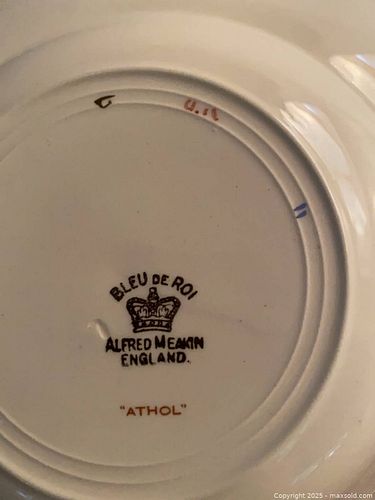 BLEU DE ROI
ALFRED MEAKIN
ENGLAND.
"ATHOL"
Copyright 2025 - maxsold.com